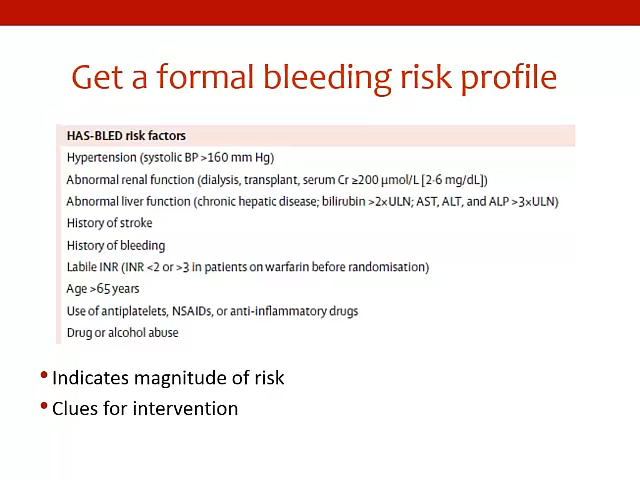 Get a formal bleeding risk profile
HAS-BLED risk factors
Hypertension (systolic BP >160 mm Hg)
Abnormal renal function (dialysis, transplant, serum Cr ≥200 µmol/L [2·6 mg/dL])
Abnormal liver function (chronic hepatic disease; bilirubin >2×ULN; AST, ALT, and ALP >3×ULN)
History of stroke
History of bleeding
Labile INR (INR <2 or >3 in patients on warfarin before randomisation)
Age >65 years
Use of antiplatelets, NSAIDs, or anti-inflammatory drugs
Drug or alcohol abuse
• Indicates magnitude of risk
• Clues for intervention